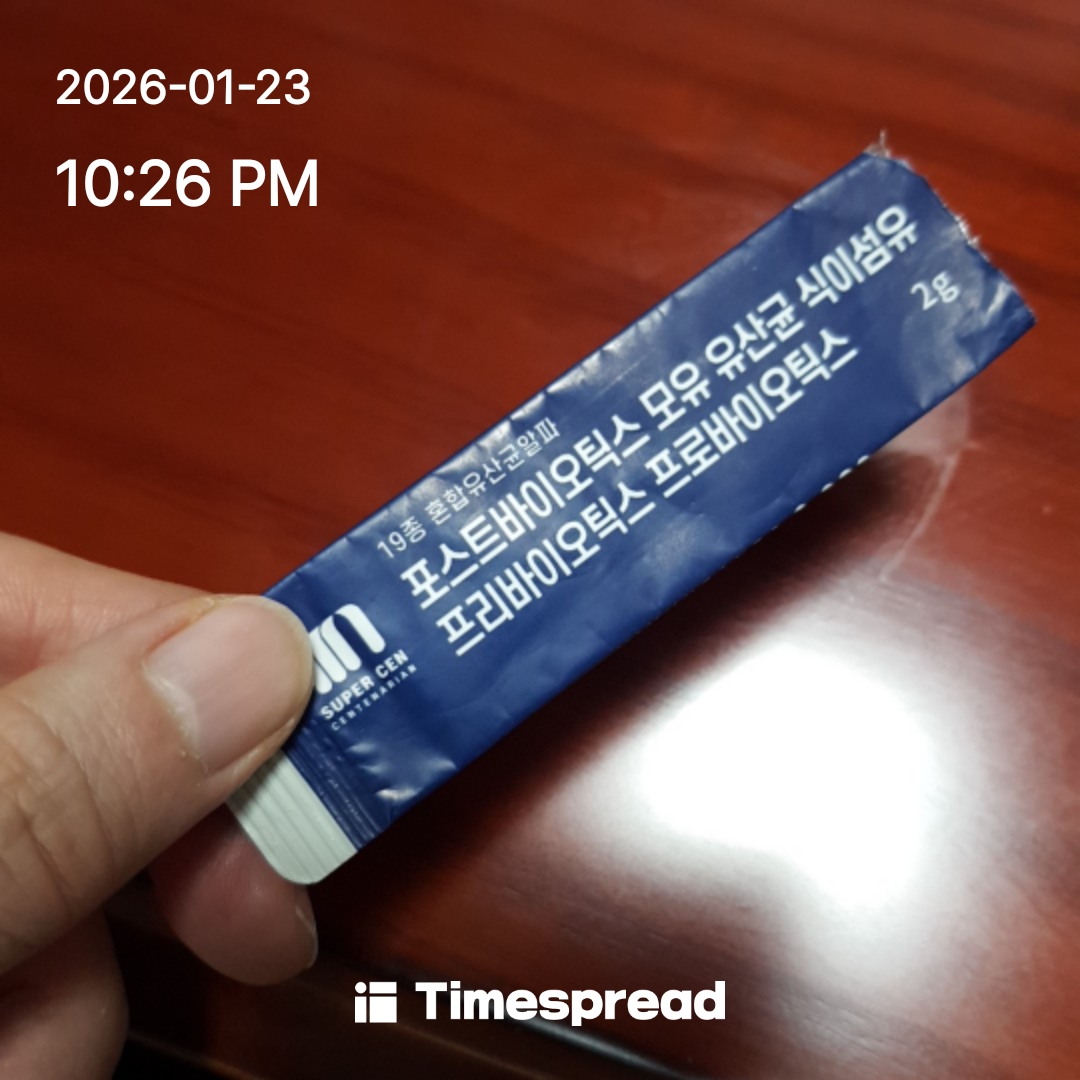 2026-01-23
10:26 PM
19종 혼합유산균알파
포스트바이오틱스 모유 유산균 식이섬유
프리바이오틱스 프로바이오틱스
2g
SUPER CEN
CENTENARIAN
Timespread